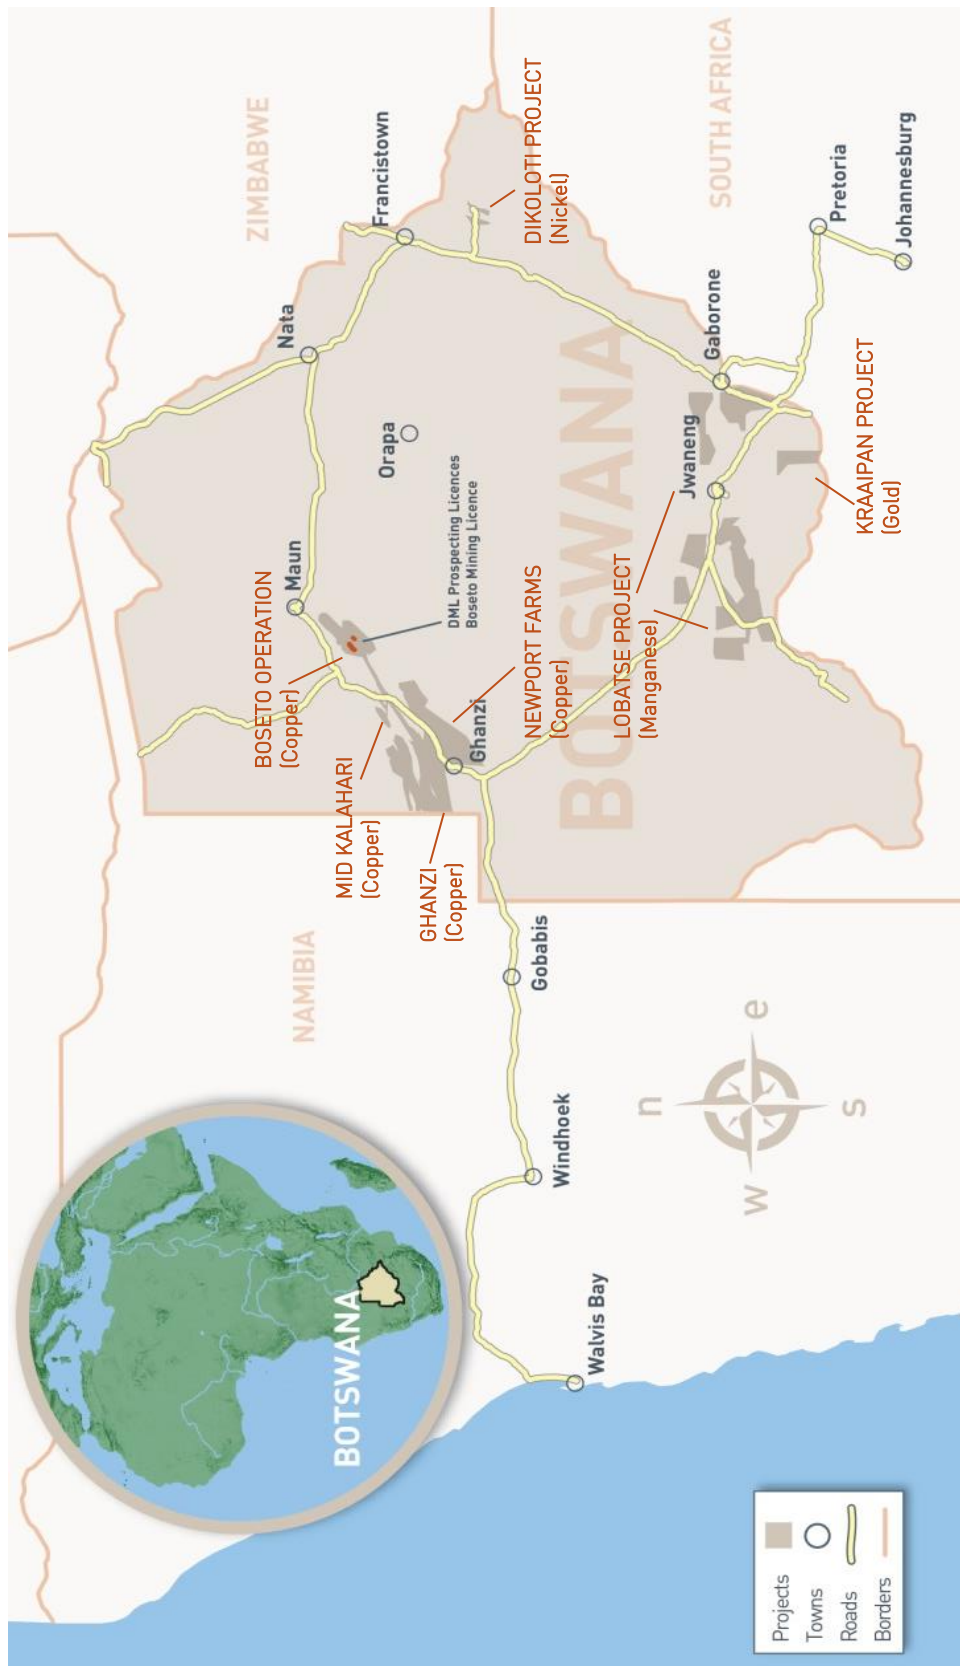 ZIMBABWE
NAMIBIA
SOUTH AFRICA
BOTSWANA
BOTSWANA
Nata
Francistown
Maun
Orapa
BOSETO OPERATION
(Copper)
MID KALAHARI
(Copper)
GHANZI
(Copper)
DML Prospecting Licences
Boseto Mining Licence
Ghanzi
NEWPORT FARMS
(Copper)
DIKOLOTI PROJECT
(Nickel)
Gobabis
Windhoek
Walvis Bay
LOBATSE PROJECT
(Manganese)
Jwaneng
Gaborone
Pretoria
Johannesburg
KRAAIPAN PROJECT
(Gold)
n
w
e
s
Projects
Towns
Roads
Borders